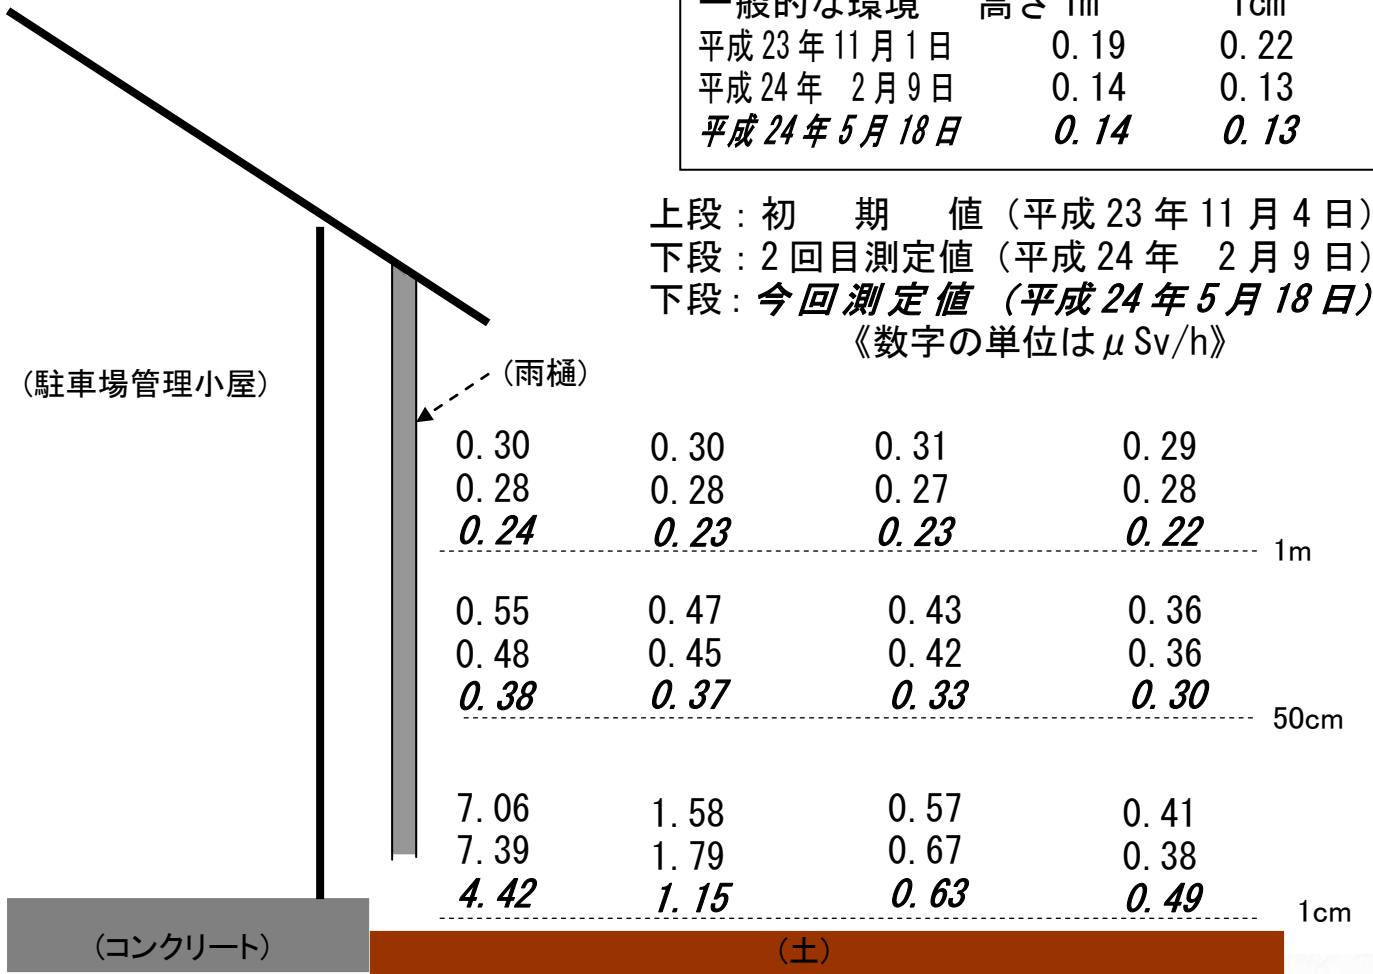 一般的な環境 高さ1m 1cm
平成23年11月1日 0.19 0.22
平成24年 2月9日 0.14 0.13
平成24年5月18日 0.14 0.13
上段:初 期 値(平成23年11月4日)
下段:2回目測定値(平成24年 2月9日)
下段:今回測定値(平成24年5月18日)
《数字の単位はμSv/h》
(駐車場管理小屋)
(雨樋)
0.30 0.30 0.31 0.29
0.28 0.28 0.27 0.28
0.24 0.23 0.23 0.22
1m
0.55 0.47 0.43 0.36
0.48 0.45 0.42 0.36
0.38 0.37 0.33 0.30
50cm
7.06 1.58 0.57 0.41
7.39 1.79 0.67 0.38
4.42 1.15 0.63 0.49
1cm
(コンクリート)
(土)